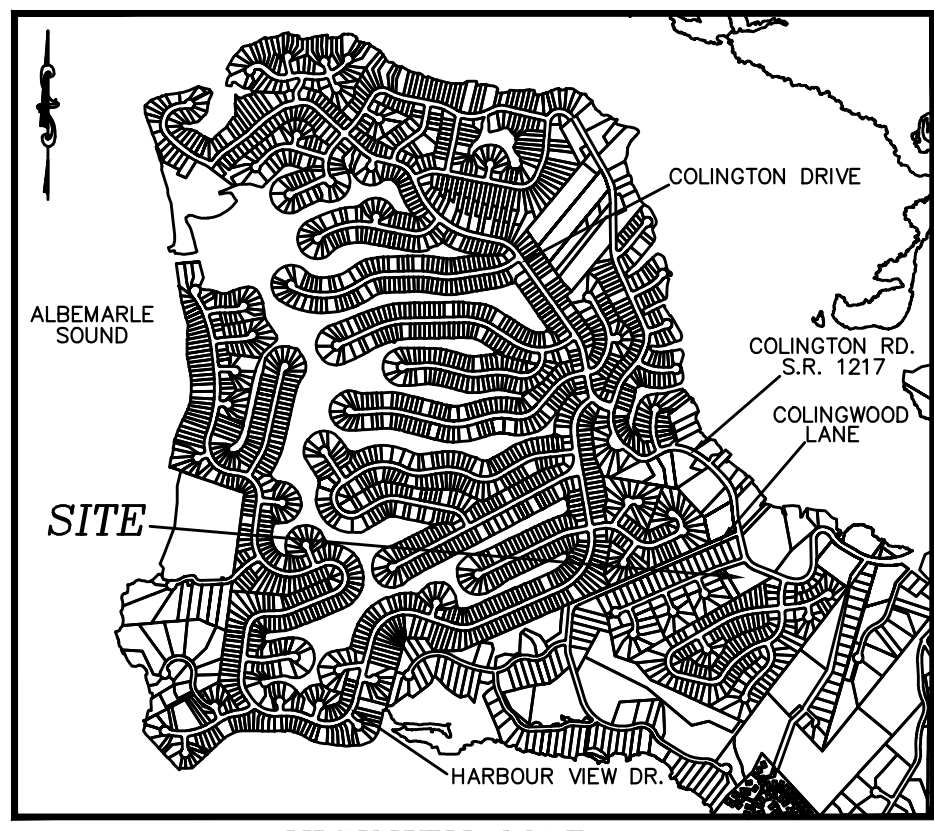 COLINGTON DRIVE
ALBEMARLE
SOUND
COLINGTON RD.
S.R. 1217
COLINGWOOD
LANE
SITE
HARBOUR VIEW DR.